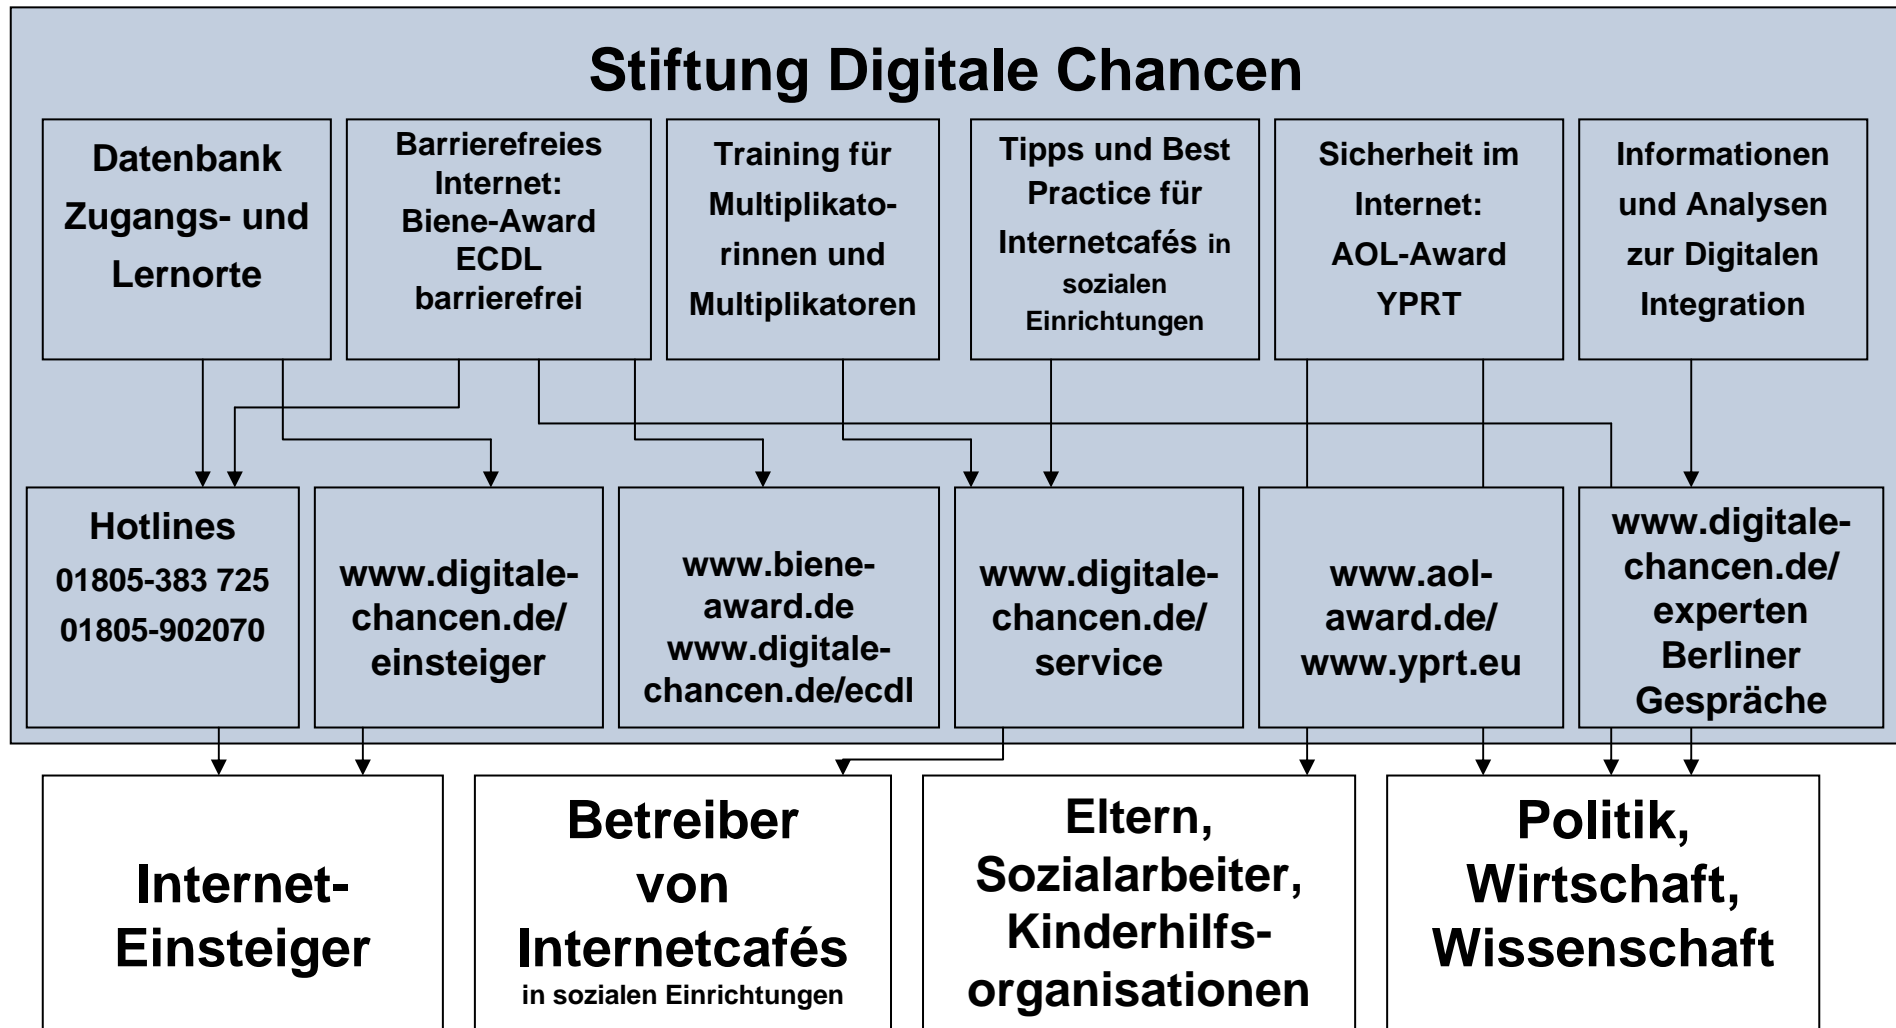 Stiftung Digitale Chancen
Datenbank
Zugangs- und
Lernorte
Barrierefreies
Internet:
Biene-Award
ECDL
barrierefrei
Training für
Multiplikato-
rinnen und
Multiplikatoren
Tipps und Best
Practice für
Internetcafés in
sozialen
Einrichtungen
Sicherheit im
Internet:
AOL-Award
YPRT
Informationen
und Analysen
zur Digitalen
Integration
Hotlines
01805-383 725
01805-902070
www.digitale-
chancen.de/
einsteiger
www.biene-
award.de
www.digitale-
chancen.de/ecdl
www.digitale-
chancen.de/
service
www.aol-
award.de/
www.yprt.eu
www.digitale-
chancen.de/
experten
Berliner
Gespräche
Internet-
Einsteiger
Betreiber
von
Internetcafés
in sozialen Einrichtungen
Eltern,
Sozialarbeiter,
Kinderhilfs-
organisationen
Politik,
Wirtschaft,
Wissenschaft